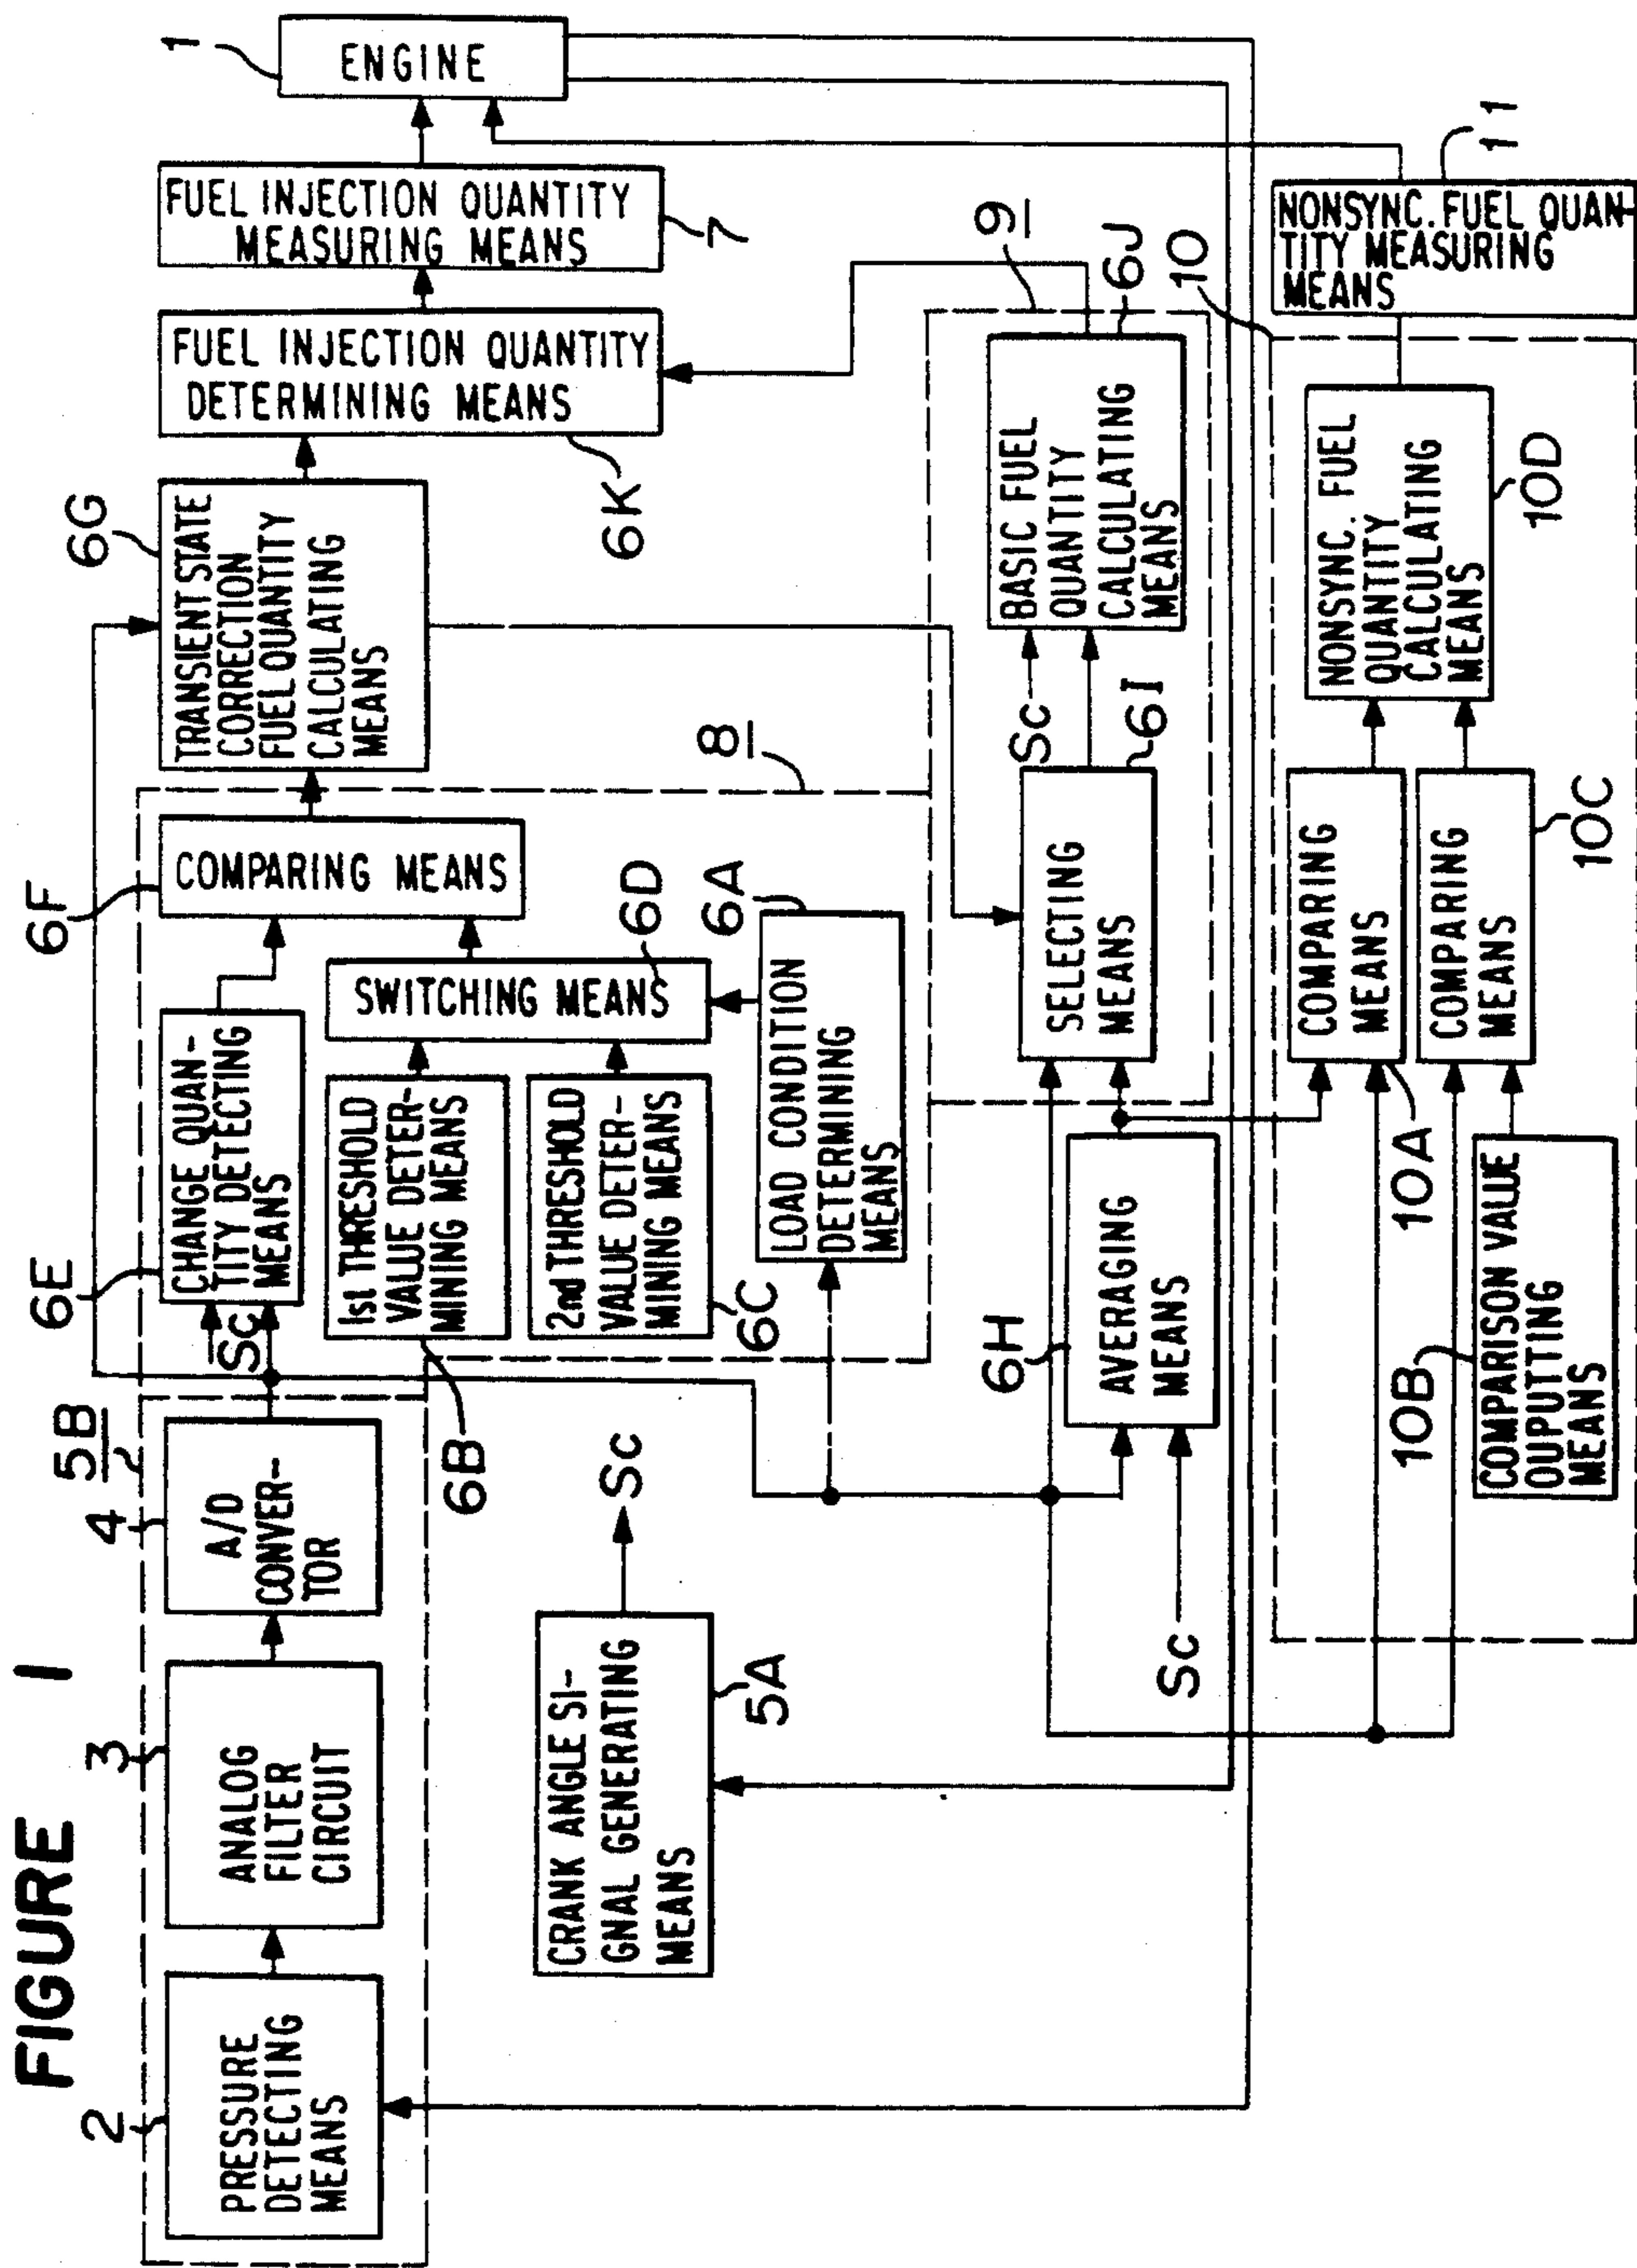 FIGURE 1
2
PRESSURE
DETECTING
MEANS
3
ANALOG
FILTER
CIRCUIT
4
A/D
CONVER-
TOR
5B
6E
CHANGE QUAN-
TITY DETECTING
MEANS
Sc
6F
COMPARING MEANS
6G
TRANSIENT STATE
CORRECTION
FUEL QUANTITY
CALCULATING
MEANS
FUEL INJECTION QUANTITY
DETERMINING MEANS
6K
FUEL INJECTION QUANTITY
MEASURING MEANS
7
1
ENGINE
1st THRESHOLD
VALUE DETER-
MINING MEANS
6B
2nd THRESHOLD
VALUE DETER-
MINING MEANS
6C
SWITCHING MEANS
6D
LOAD CONDITION
DETERMINING
MEANS
6A
8
CRANK ANGLE SI-
GNAL GENERATING
MEANS
5A
Sc
6H
AVERAGING
MEANS
Sc
SELECTING
MEANS
6I
Sc
BASIC FUEL
QUANTITY
CALCULATING
MEANS
6J
9
10
COMPARING
MEANS
10A
10B
COMPARISON VALUE
OUPUTTING
MEANS
COMPARING
MEANS
10C
NONSYNC. FUEL
QUANTITY
CALCULATING
MEANS
10D
NONSYNC. FUEL QUAN-
TITY MEASURING
MEANS
11